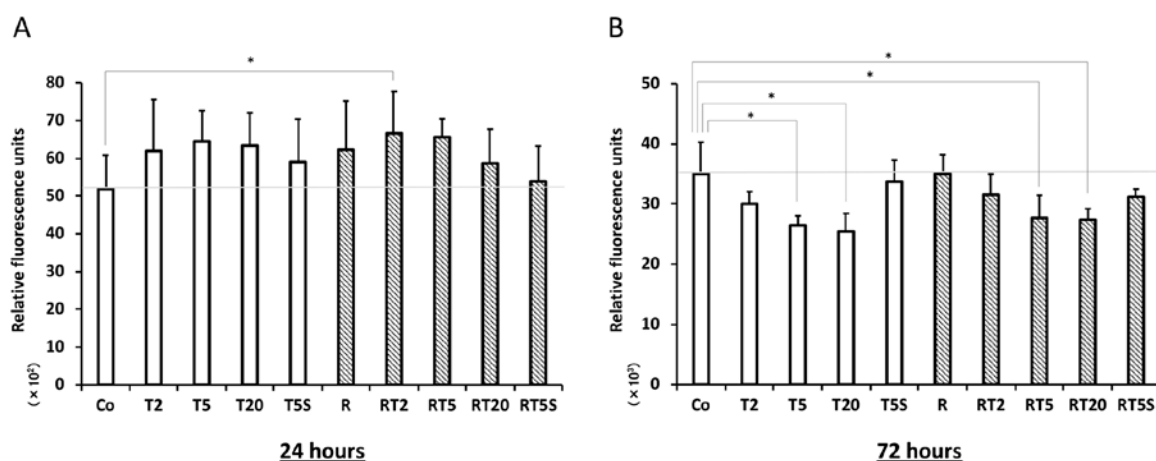 A
Relative fluorescence units
(×10²)
80
70
60
50
40
30
20
10
0
*
Co T2 T5 T20 T5S R RT2 RT5 RT20 RT5S
24 hours
B
Relative fluorescence units
(×10³)
50
40
30
20
10
0
*
*
*
*
Co T2 T5 T20 T5S R RT2 RT5 RT20 RT5S
72 hours